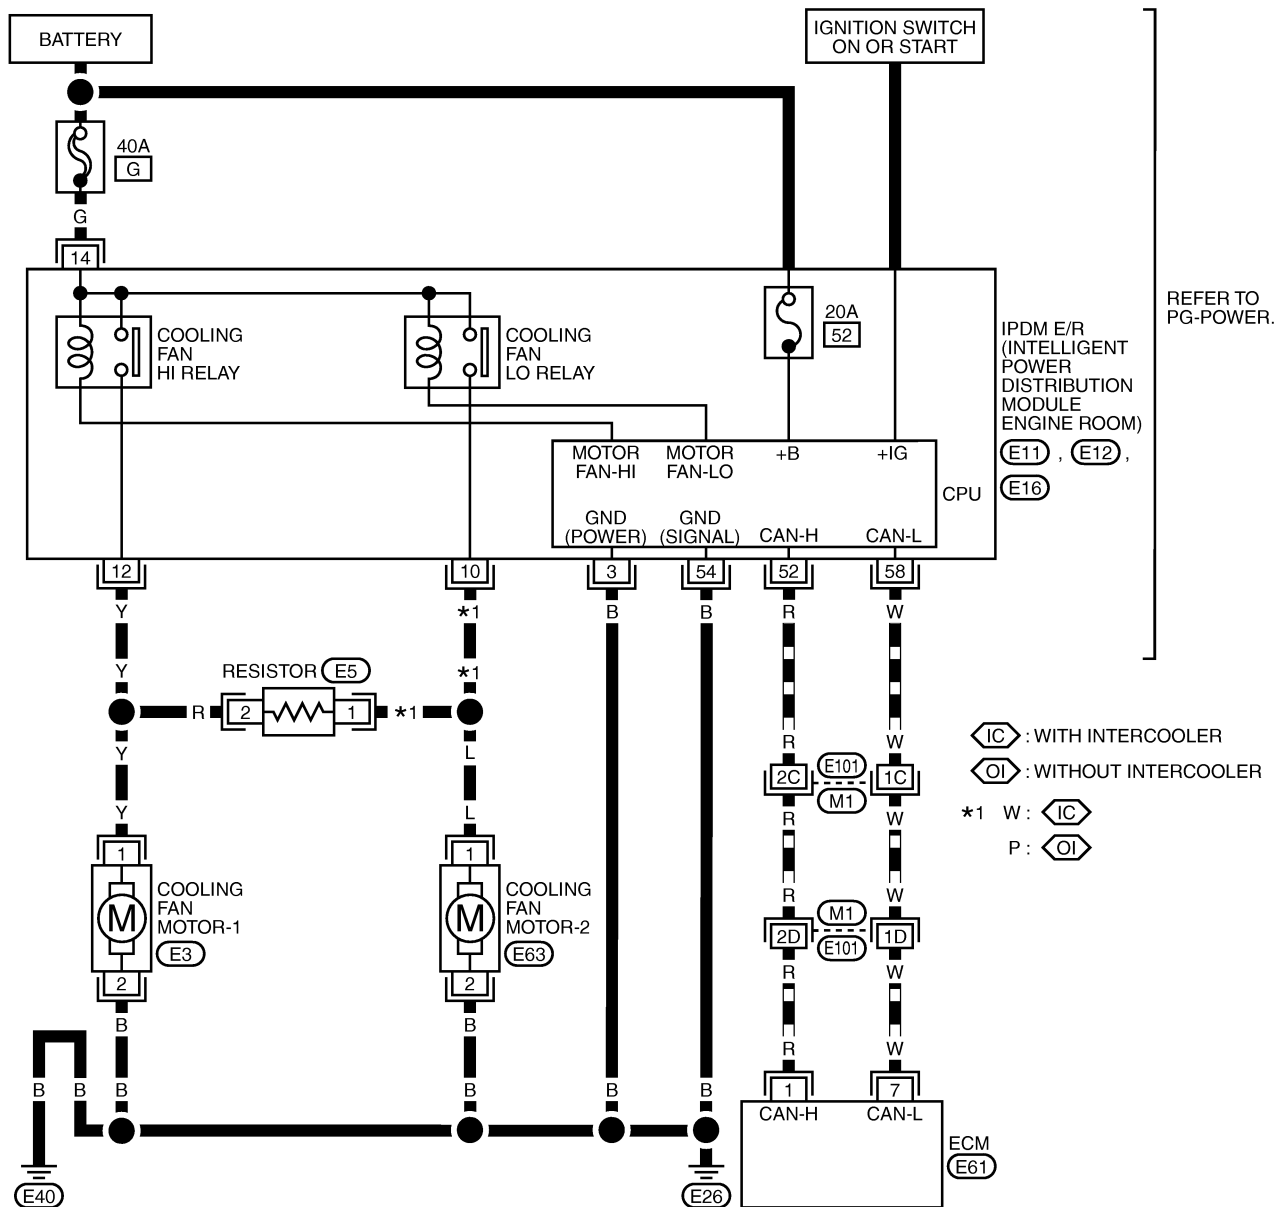 BATTERY
IGNITION SWITCH
ON OR START
40A
G
G
14
REFER TO
PG-POWER.
COOLING
FAN
HI RELAY
COOLING
FAN
LO RELAY
20A
52
IPDM E/R
(INTELLIGENT
POWER
DISTRIBUTION
MODULE
ENGINE ROOM)
E11 , E12 ,
E16
MOTOR
FAN-HI
MOTOR
FAN-LO
+B
+IG
CPU
GND
(POWER)
GND
(SIGNAL)
CAN-H
CAN-L
12
10
3
54
52
58
Y
*1
B
B
R
W
Y
RESISTOR E5
*1
R
2
1
*1
Y
L
R
W
IC : WITH INTERCOOLER
OI : WITHOUT INTERCOOLER
*1 W : IC
P : OI
2C
E101
M1
1C
Y
L
R
W
1
1
M
COOLING
FAN
MOTOR-1
E3
M
COOLING
FAN
MOTOR-2
E63
R
W
2D
M1
E101
1D
R
W
2
2
B
B
R
W
B
B
B
B
B
B
1
7
CAN-H
CAN-L
ECM
E61
E40
E26